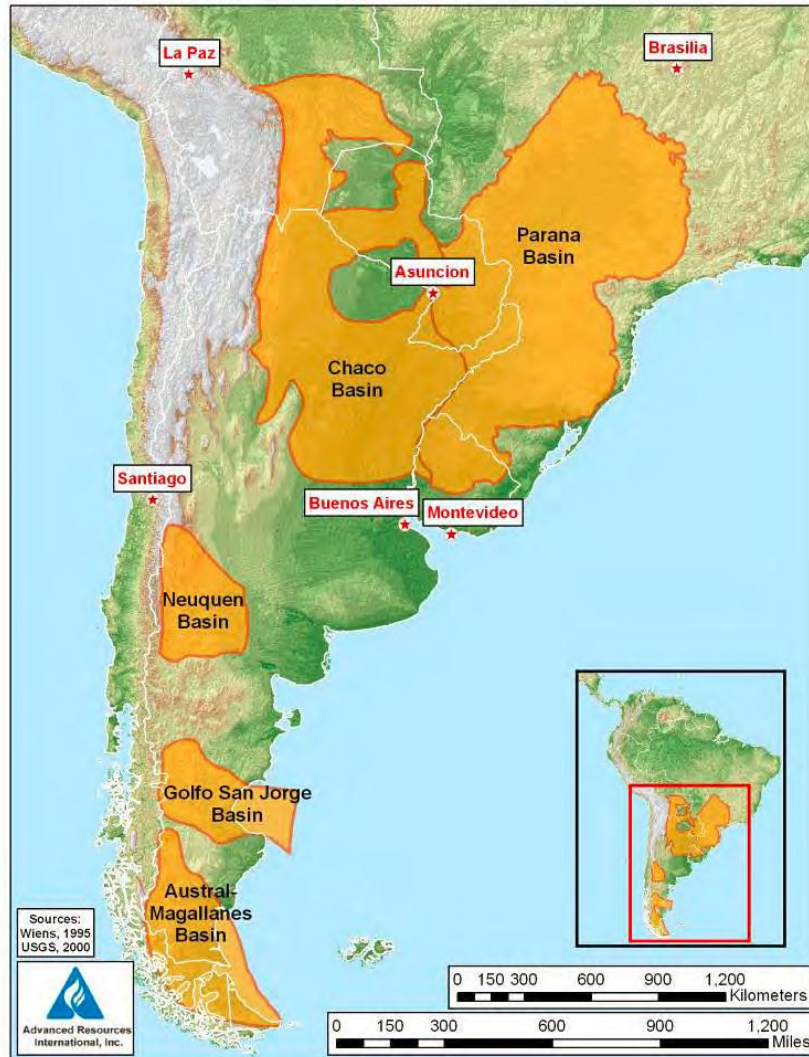 La Paz
Brasilia
Parana
Basin
Asuncion
Chaco
Basin
Santiago
Buenos Aires
Montevideo
Neuquen
Basin
Golfo San Jorge
Basin
Austral-
Magallanes
Basin
Sources:
Wiens, 1995
USGS, 2000
Advanced Resources
International, Inc.
0 150 300 600 900 1,200
Kilometers
0 150 300 600 900 1,200
Miles